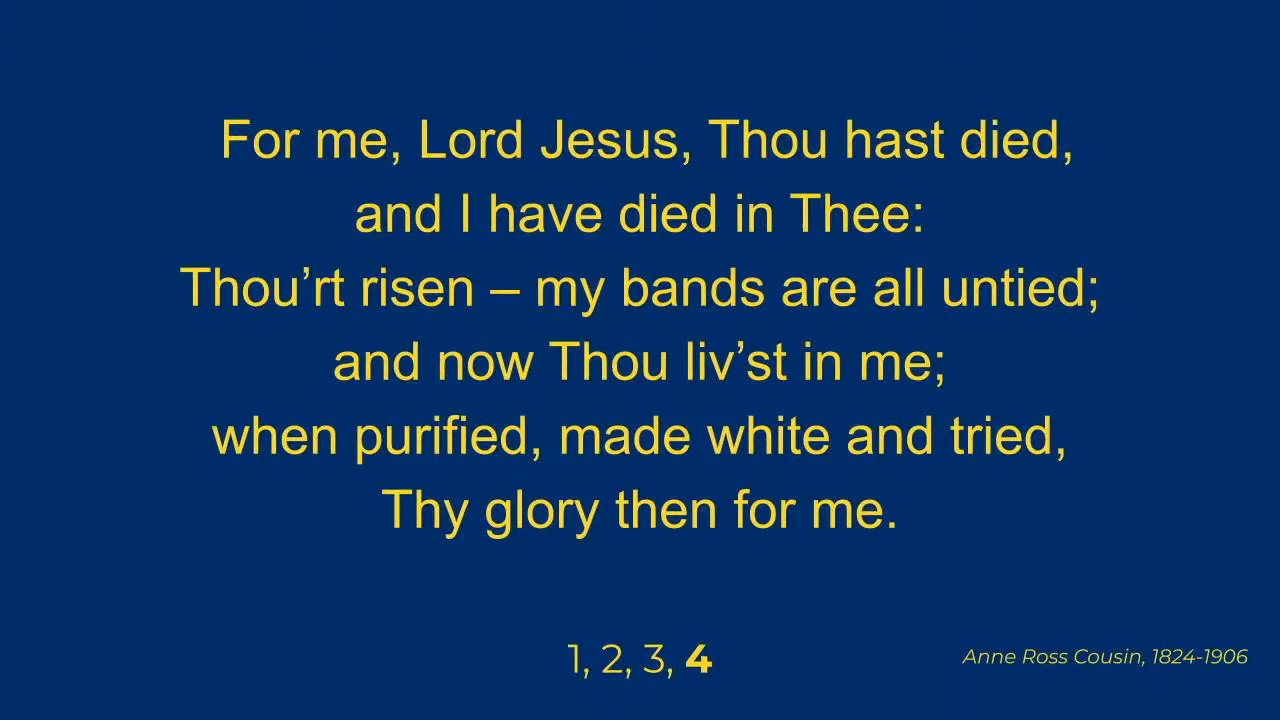 For me, Lord Jesus, Thou hast died,
and I have died in Thee:
Thou’rt risen – my bands are all untied;
and now Thou liv’st in me;
when purified, made white and tried,
Thy glory then for me.
1, 2, 3, 4
Anne Ross Cousin, 1824-1906